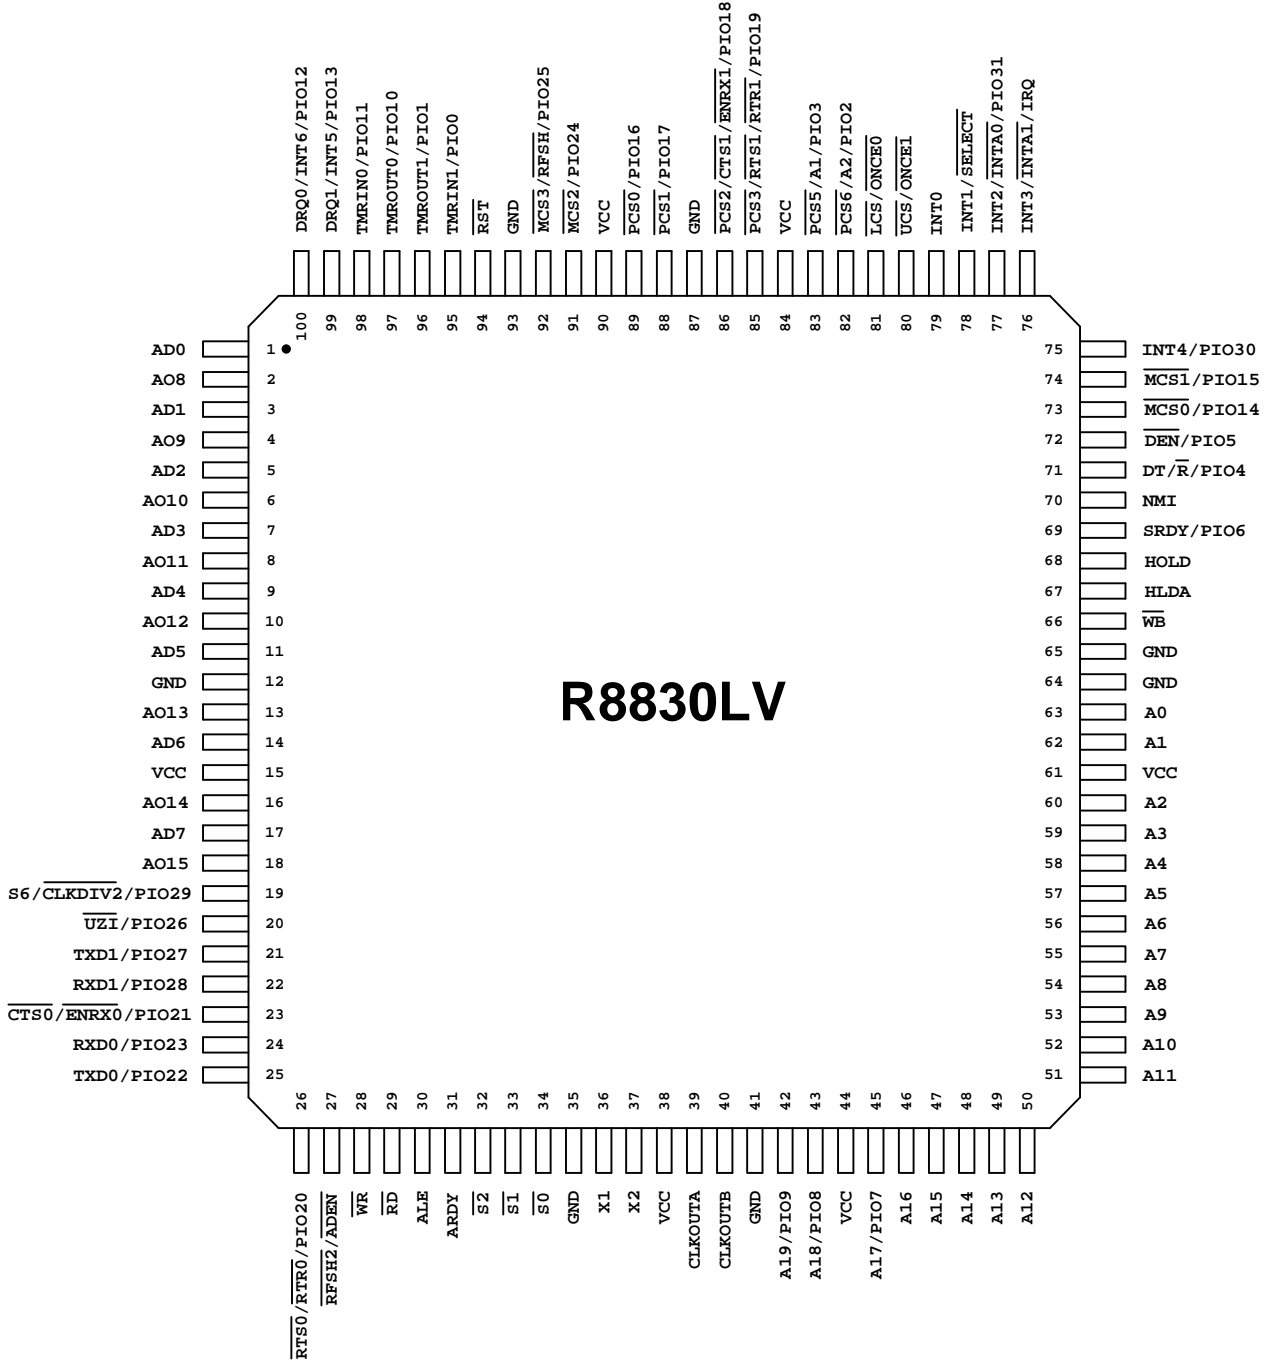 DRQ0/INT6/PIO12
DRQ1/INT5/PIO13
TMRIN0/PIO11
TMROUT0/PIO10
TMROUT1/PIO1
TMRIN1/PIO0
RST
GND
MCS3/RFSH/PIO25
MCS2/PIO24
VCC
PCS0/PIO16
PCS1/PIO17
GND
PCS2/CTS1/ENRX1/PIO18
PCS3/RTS1/RTR1/PIO19
VCC
PCS5/A1/PIO3
PCS6/A2/PIO2
LCS/ONCE0
UCS/ONCE1
INT0
INT1/SELECT
INT2/INTA0/PIO31
INT3/INTA1/IRQ
100 99 98 97 96 95 94 93 92 91 90 89 88 87 86 85 84 83 82 81 80 79 78 77 76
AD0 1 75 INT4/PIO30
AO8 2 74 MCS1/PIO15
AD1 3 73 MCS0/PIO14
AO9 4 72 DEN/PIO5
AD2 5 71 DT/R/PIO4
AO10 6 70 NMI
AD3 7 69 SRDY/PIO6
AO11 8 68 HOLD
AD4 9 67 HLDA
AO12 10 66 WB
AD5 11 65 GND
GND 12 64 GND
R8830LV
AO13 13 63 A0
AD6 14 62 A1
VCC 15 61 VCC
AO14 16 60 A2
AD7 17 59 A3
AO15 18 58 A4
S6/CLKDIV2/PIO29 19 57 A5
UZI/PIO26 20 56 A6
TXD1/PIO27 21 55 A7
RXD1/PIO28 22 54 A8
CTS0/ENRX0/PIO21 23 53 A9
RXD0/PIO23 24 52 A10
TXD0/PIO22 25 51 A11
26 27 28 29 30 31 32 33 34 35 36 37 38 39 40 41 42 43 44 45 46 47 48 49 50
RTS0/RTR0/PIO20
RFSH2/ADEN
WR
RD
ALE
ARDY
S2
S1
S0
GND
X1
X2
VCC
CLKOUTA
CLKOUTB
GND
A19/PIO9
A18/PIO8
VCC
A17/PIO7
A16
A15
A14
A13
A12